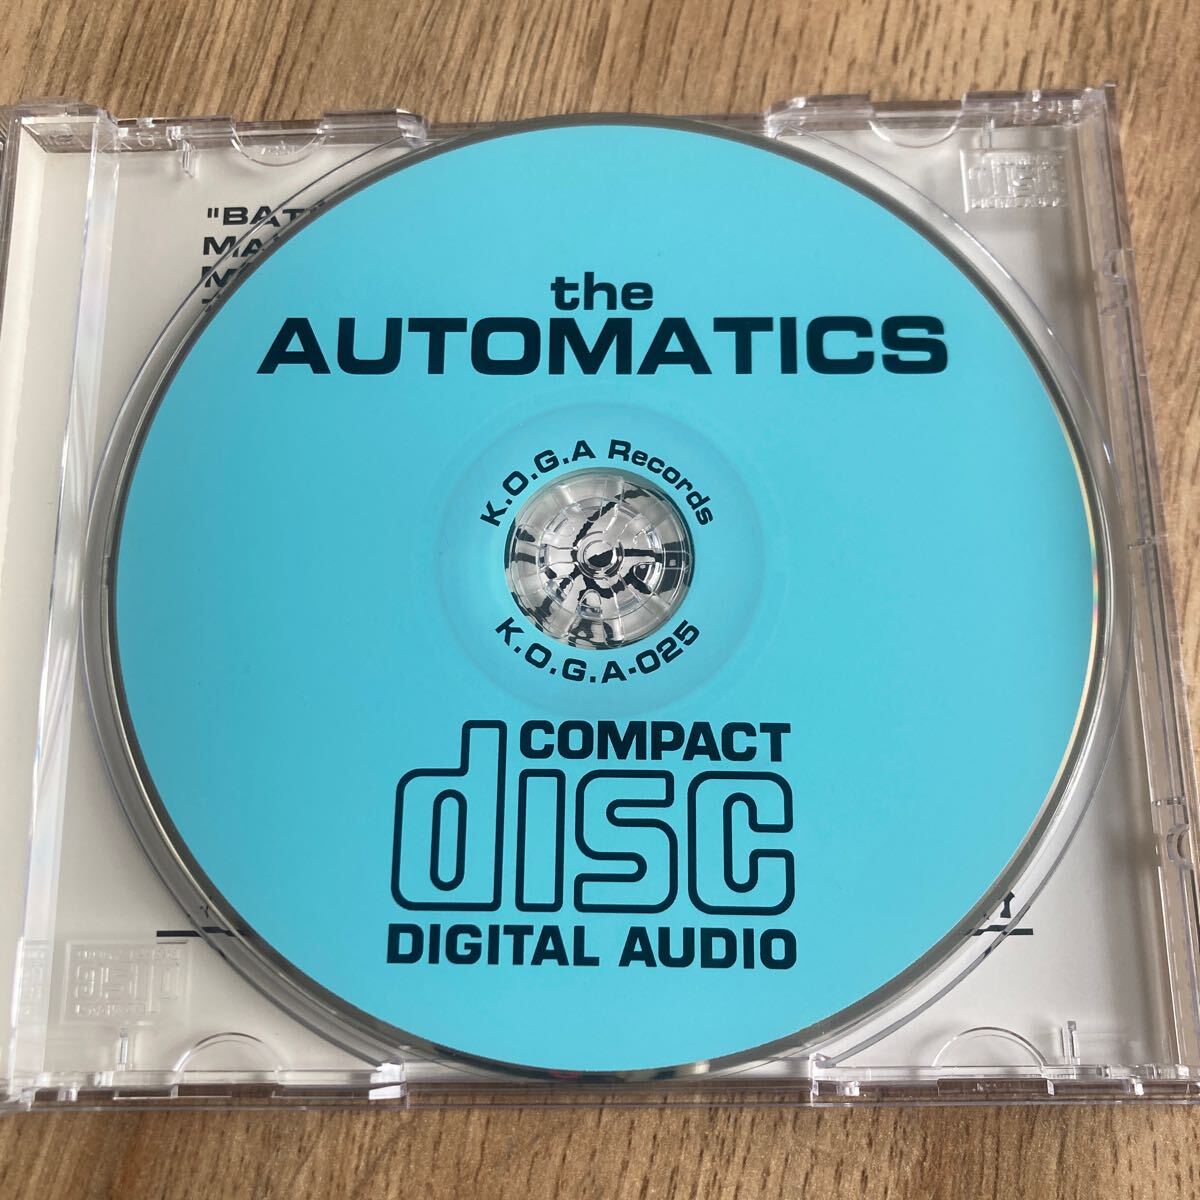 the
AUTOMATICS
K.O.G.A Records
K.O.G.A-025
COMPACT
disc
DIGITAL AUDIO